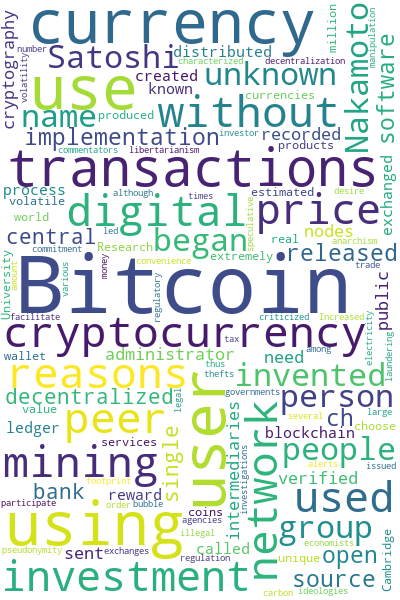 number
million
currency
Nakamoto
cryptography
volatility
Satoshi
distributed
characterized
decentralization
manipulation
created
use
unknown
known
currencies
software
name
produced
investor
without
commentators
libertarianism
implementation
recorded
products
transactions
process
although
estimated
desire
exchanged
volatile
times
digital
price
world
commitment
led
Research
real
nodes
anarchism
central
began
extremely
speculative
released
University
various
money
convenience
regulatory
criticized
Increased
trade
public
facilitate
Bitcoin
amount
electricity
laundering
tax
among
cryptocurrency
wallet
administrator
thus
need
reasons
user
thefts
governments
invented
decentralized
legal
person
value
peer
network
several
large
choose
ledger
single
intermediaries
blockchain
ch
services
people
mining
alerts
issued
footprint
verified
bank
reward
order
bubble
investigations
used
participate
coins
using
agencies
group
sent
exchanges
called
illegal
open
economists
Cambridge
pseudonymity
regulation
unique
investment
source
carbon
ideologies